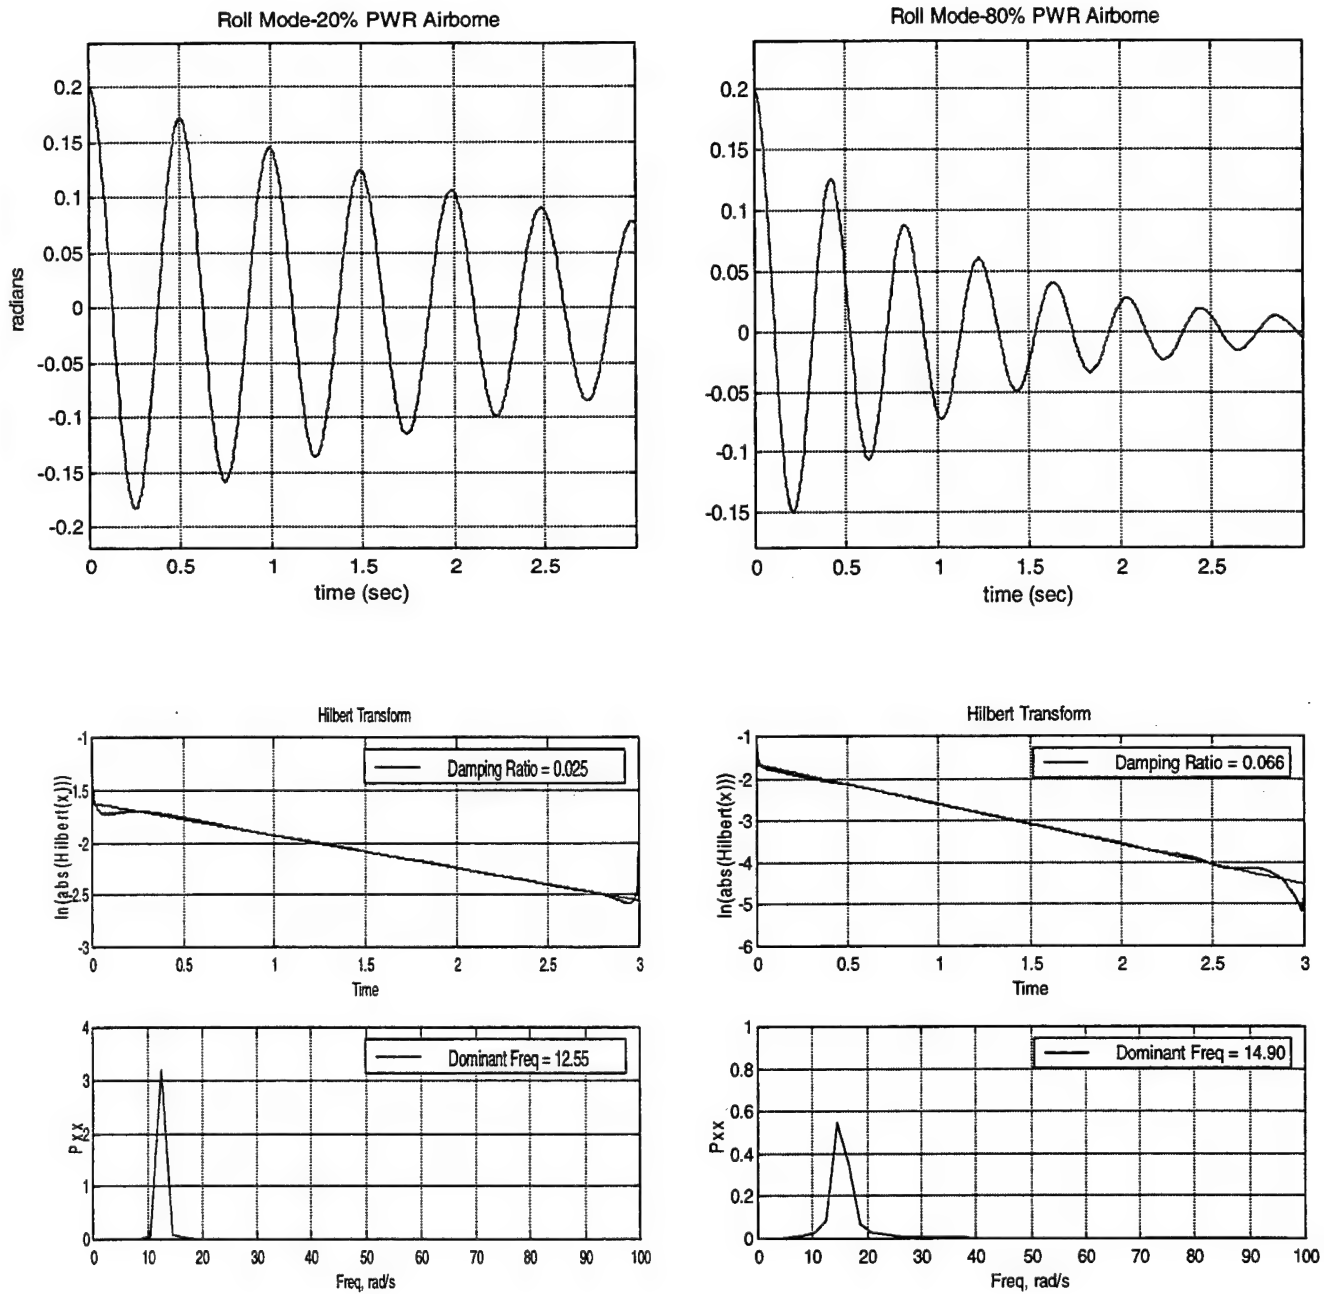 Roll Mode-20% PWR Airborne
0.2
0.15
0.1
0.05
0
-0.05
-0.1
-0.15
-0.2
radians
0 0.5 1 1.5 2 2.5
time (sec)
Roll Mode-80% PWR Airborne
0.2
0.15
0.1
0.05
0
-0.05
-0.1
-0.15
0 0.5 1 1.5 2 2.5
time (sec)
Hilbert Transform
Damping Ratio = 0.025
-1
-1.5
-2
-2.5
-3
ln(abs(Hilbert(x)))
0 0.5 1 1.5 2 2.5 3
Time
Hilbert Transform
Damping Ratio = 0.066
-1
-2
-3
-4
-5
-6
ln(abs(Hilbert(x)))
0 0.5 1 1.5 2 2.5 3
Time
Dominant Freq = 12.55
4
3
2
1
0
Pxx
0 10 20 30 40 50 60 70 80 90 100
Freq, rad/s
Dominant Freq = 14.90
1
0.8
0.6
0.4
0.2
0
Pxx
0 10 20 30 40 50 60 70 80 90 100
Freq, rad/s